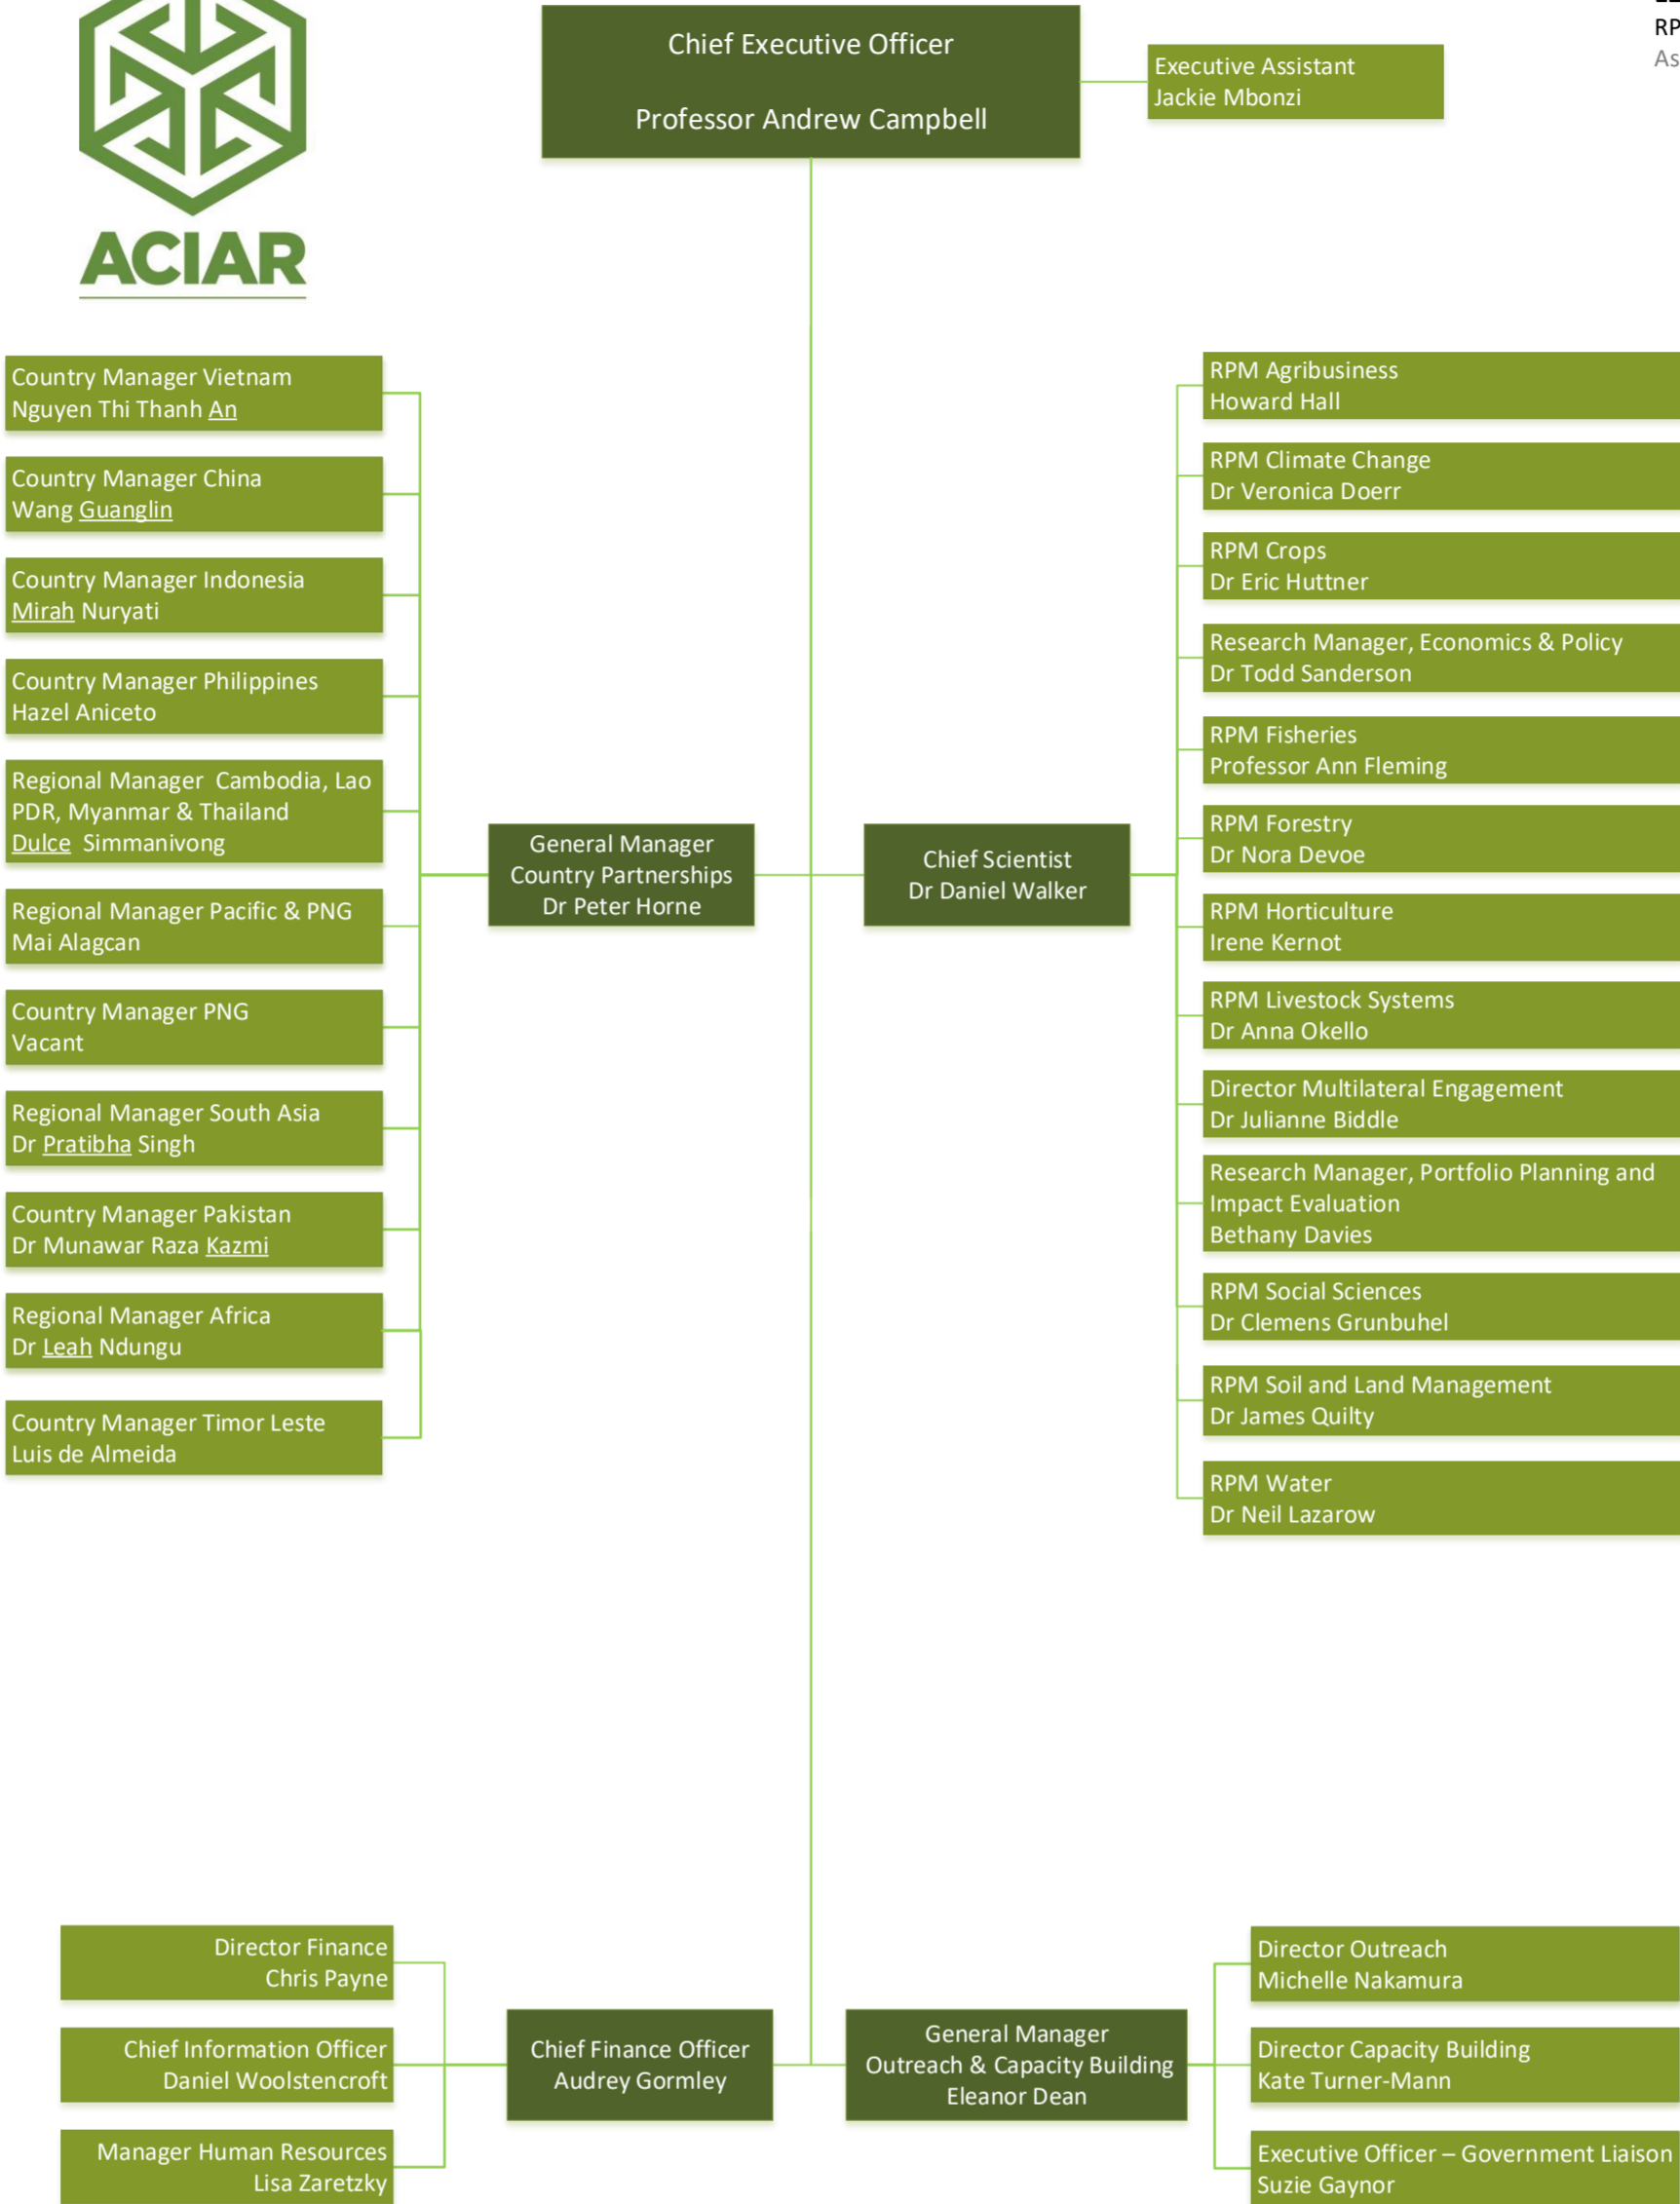 ACIAR
Chief Executive Officer
Professor Andrew Campbell
Executive Assistant
Jackie Mbonzi
RP
As
Country Manager Vietnam
Nguyen Thi Thanh An
Country Manager China
Wang Guanglin
Country Manager Indonesia
Mirah Nuryati
Country Manager Philippines
Hazel Aniceto
Regional Manager Cambodia, Lao
PDR, Myanmar & Thailand
Dulce Simmanivong
Regional Manager Pacific & PNG
Mai Alagcan
Country Manager PNG
Vacant
Regional Manager South Asia
Dr Pratibha Singh
Country Manager Pakistan
Dr Munawar Raza Kazmi
Regional Manager Africa
Dr Leah Ndungu
Country Manager Timor Leste
Luis de Almeida
General Manager
Country Partnerships
Dr Peter Horne
Chief Scientist
Dr Daniel Walker
RPM Agribusiness
Howard Hall
RPM Climate Change
Dr Veronica Doerr
RPM Crops
Dr Eric Huttner
Research Manager, Economics & Policy
Dr Todd Sanderson
RPM Fisheries
Professor Ann Fleming
RPM Forestry
Dr Nora Devoe
RPM Horticulture
Irene Kernot
RPM Livestock Systems
Dr Anna Okello
Director Multilateral Engagement
Dr Julianne Biddle
Research Manager, Portfolio Planning and
Impact Evaluation
Bethany Davies
RPM Social Sciences
Dr Clemens Grunbuhel
RPM Soil and Land Management
Dr James Quilty
RPM Water
Dr Neil Lazarow
Director Finance
Chris Payne
Chief Information Officer
Daniel Woolstencroft
Manager Human Resources
Lisa Zaretzky
Chief Finance Officer
Audrey Gormley
General Manager
Outreach & Capacity Building
Eleanor Dean
Director Outreach
Michelle Nakamura
Director Capacity Building
Kate Turner-Mann
Executive Officer – Government Liaison
Suzie Gaynor